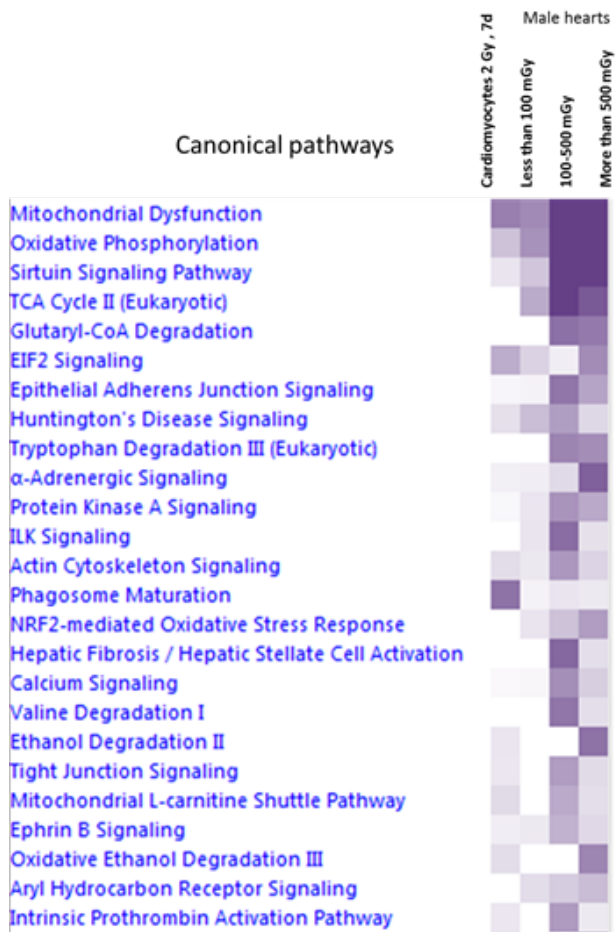 Male hearts
Cardiomyocytes 2 Gy , 7d
Less than 100 mGy
100-500 mGy
More than 500 mGy
Canonical pathways
Mitochondrial Dysfunction
Oxidative Phosphorylation
Sirtuin Signaling Pathway
TCA Cycle II (Eukaryotic)
Glutaryl-CoA Degradation
EIF2 Signaling
Epithelial Adherens Junction Signaling
Huntington's Disease Signaling
Tryptophan Degradation III (Eukaryotic)
α-Adrenergic Signaling
Protein Kinase A Signaling
ILK Signaling
Actin Cytoskeleton Signaling
Phagosome Maturation
NRF2-mediated Oxidative Stress Response
Hepatic Fibrosis / Hepatic Stellate Cell Activation
Calcium Signaling
Valine Degradation I
Ethanol Degradation II
Tight Junction Signaling
Mitochondrial L-carnitine Shuttle Pathway
Ephrin B Signaling
Oxidative Ethanol Degradation III
Aryl Hydrocarbon Receptor Signaling
Intrinsic Prothrombin Activation Pathway